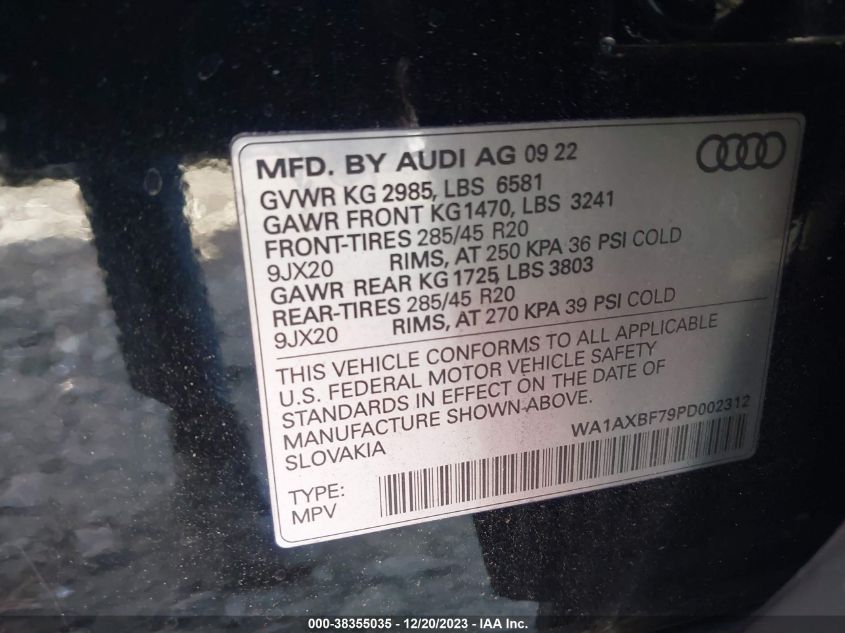 MFD. BY AUDI AG 09 22
GVWR KG 2985, LBS 6581
GAWR FRONT KG1470, LBS 3241
FRONT-TIRES 285/45 R20
9JX20 RIMS, AT 250 KPA 36 PSI COLD
GAWR REAR KG 1725, LBS 3803
REAR-TIRES 285/45 R20
9JX20 RIMS, AT 270 KPA 39 PSI COLD
THIS VEHICLE CONFORMS TO ALL APPLICABLE
U.S. FEDERAL MOTOR VEHICLE SAFETY
STANDARDS IN EFFECT ON THE DATE OF
MANUFACTURE SHOWN ABOVE.
SLOVAKIA
WA1AXBF79PD002312
TYPE:
MPV
000-38355035 - 12/20/2023 - IAA Inc.